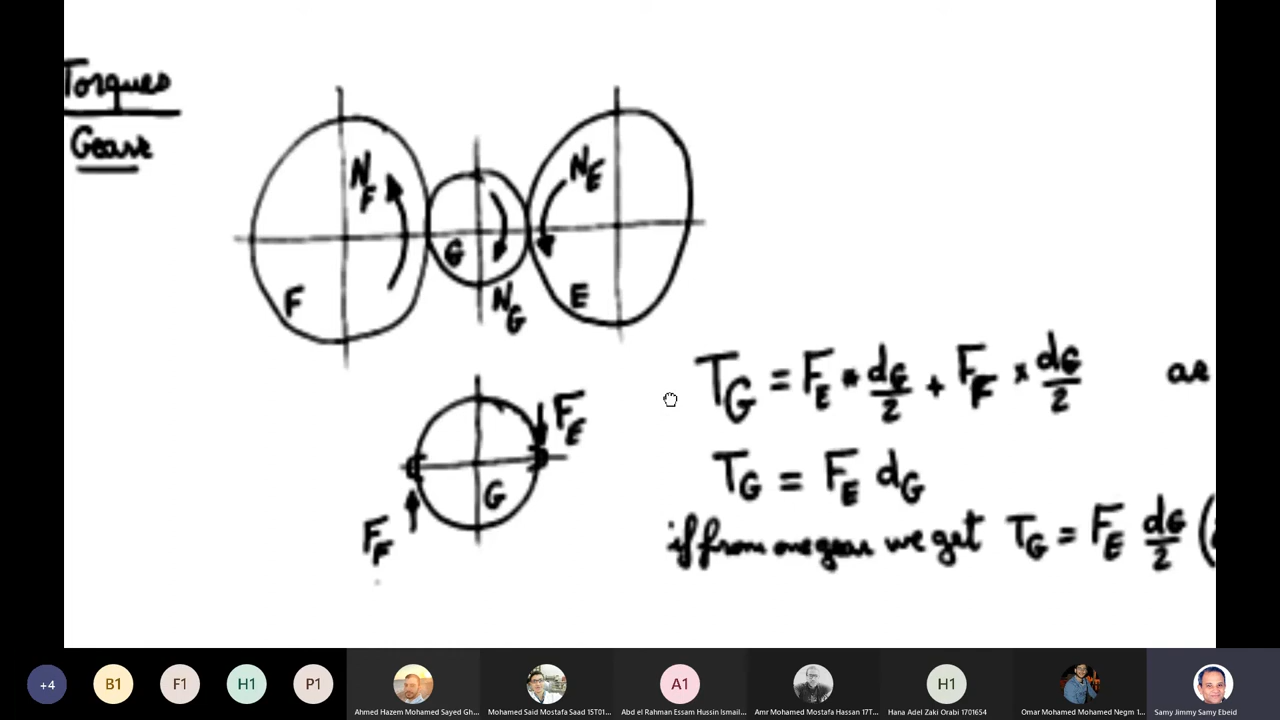 Torques
Gears
N_F
N_E
G
F
N_G
E
T_G = F_E * d_G/2 + F_F × d_G/2 as
F_E
T_G = F_E d_G
G
F_F
if from one gear we get T_G = F_E d_G/2 (
+4
B1
F1
H1
P1
A1
H1
Ahmed Hazem Mohamed Sayed Gh...
Mohamed Said Mostafa Saad 15T01...
Abd el Rahman Essam Hussin Ismail...
Amr Mohamed Mostafa Hassan 17T...
Hana Adel Zaki Orabi 1701654
Omar Mohamed Mohamed Negm 1...
Samy Jimmy Samy Ebeid